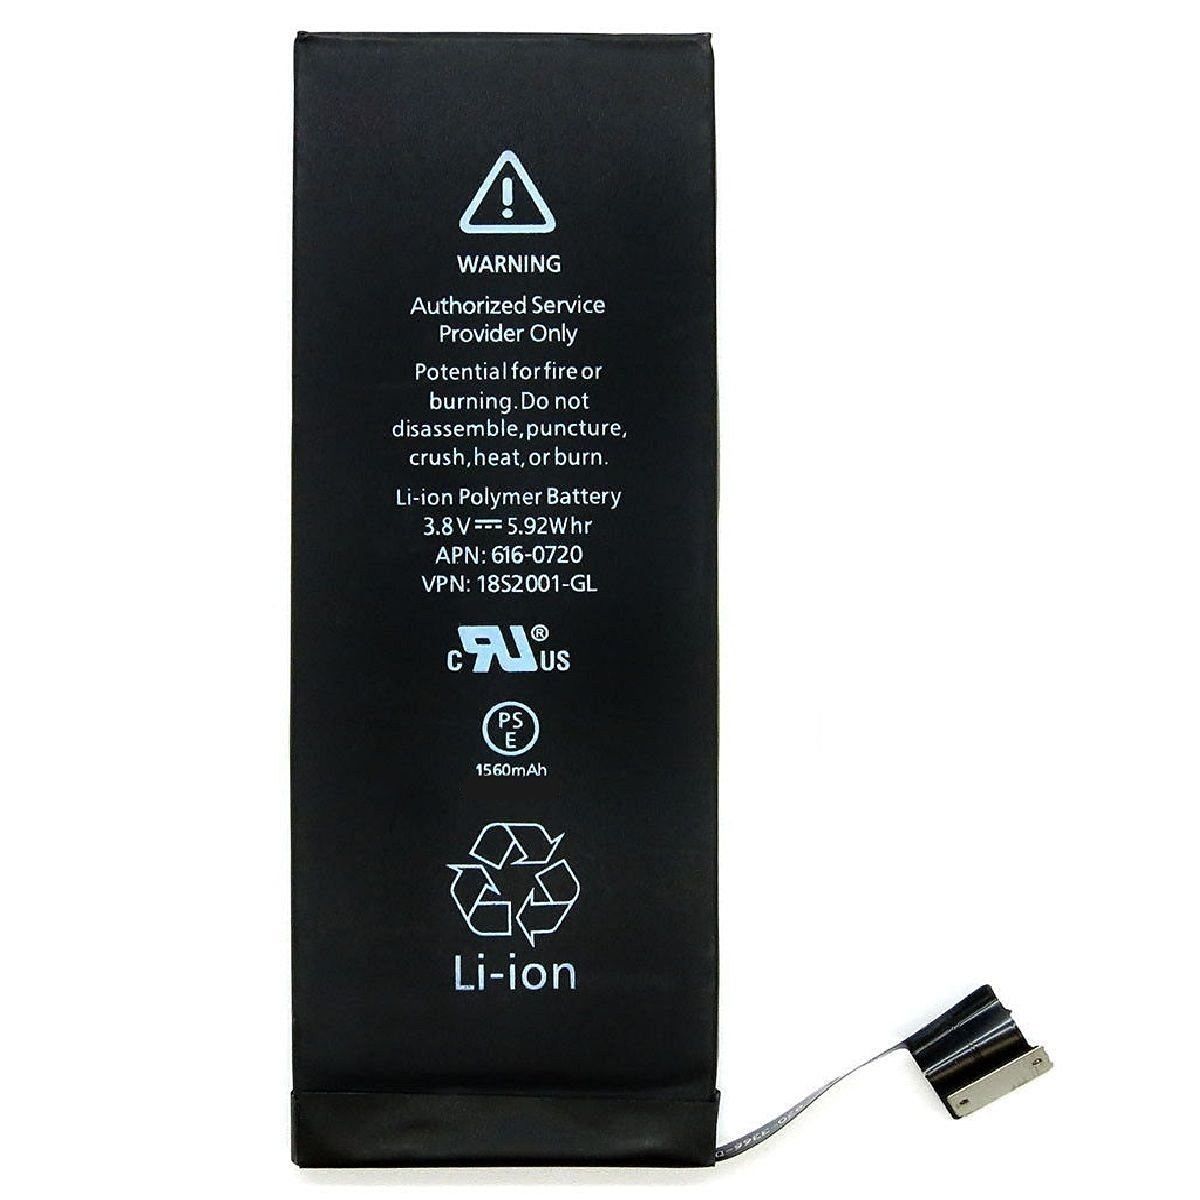 WARNING
Authorized Service
Provider Only
Potential for fire or
burning. Do not
disassemble, puncture,
crush, heat, or burn.
Li-ion Polymer Battery
3.8V⎓5.92Whr
APN: 616-0720
VPN: 18S2001-GL
C RU® US
PS
E
1560mAh
Li-ion